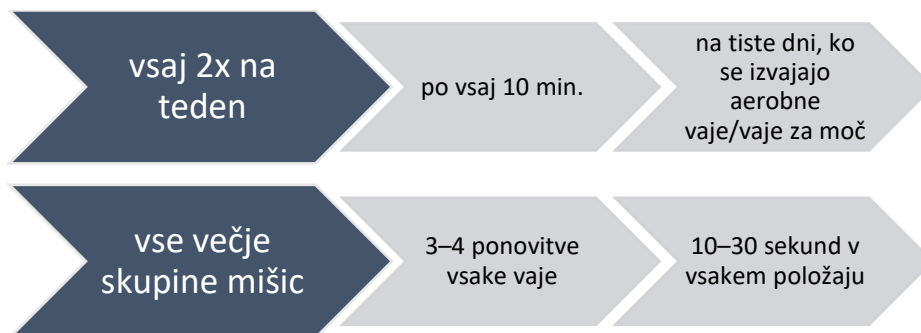 vsaj 2x na
teden
po vsaj 10 min.
na tiste dni, ko
se izvajajo
aerobne
vaje/vaje za moč
vse večje
skupine mišic
3–4 ponovitve
vsake vaje
10–30 sekund v
vsakem položaju